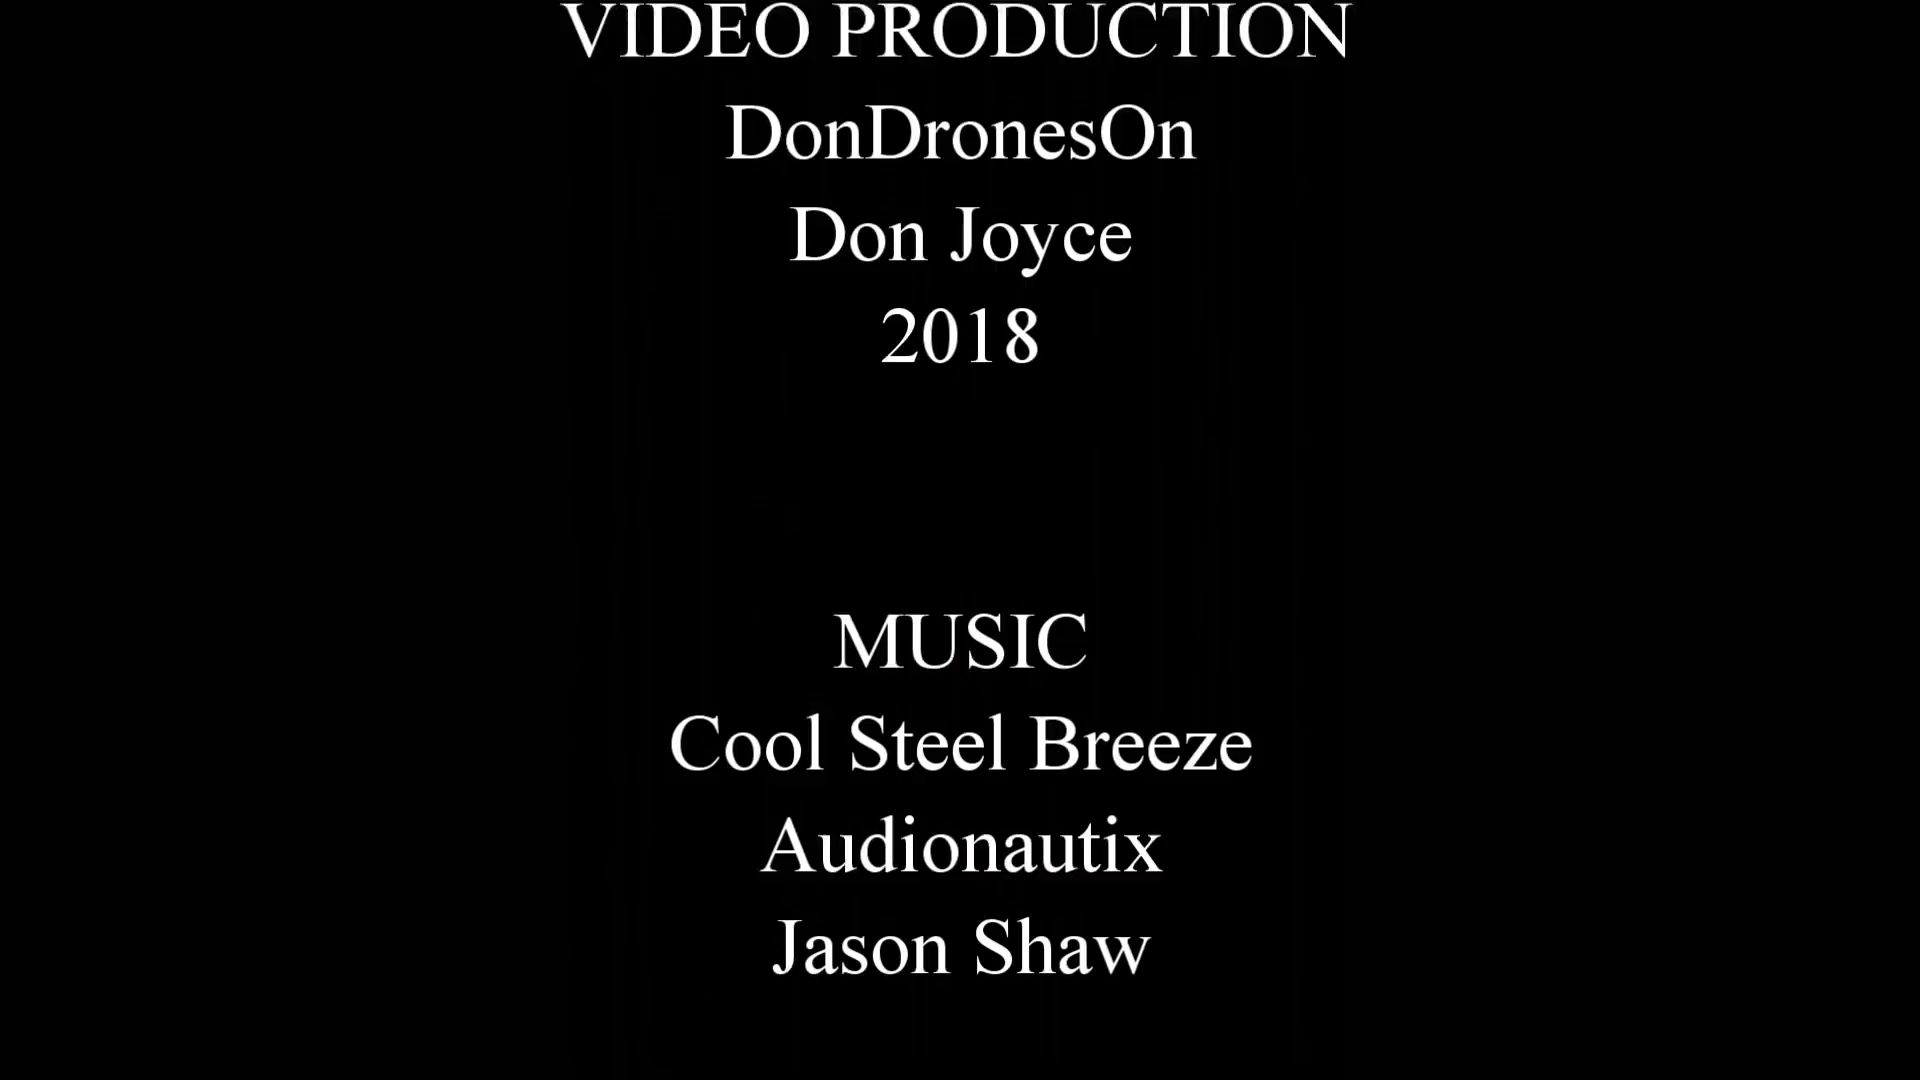 VIDEO PRODUCTION
DonDronesOn
Don Joyce
2018
MUSIC
Cool Steel Breeze
Audionautix
Jason Shaw